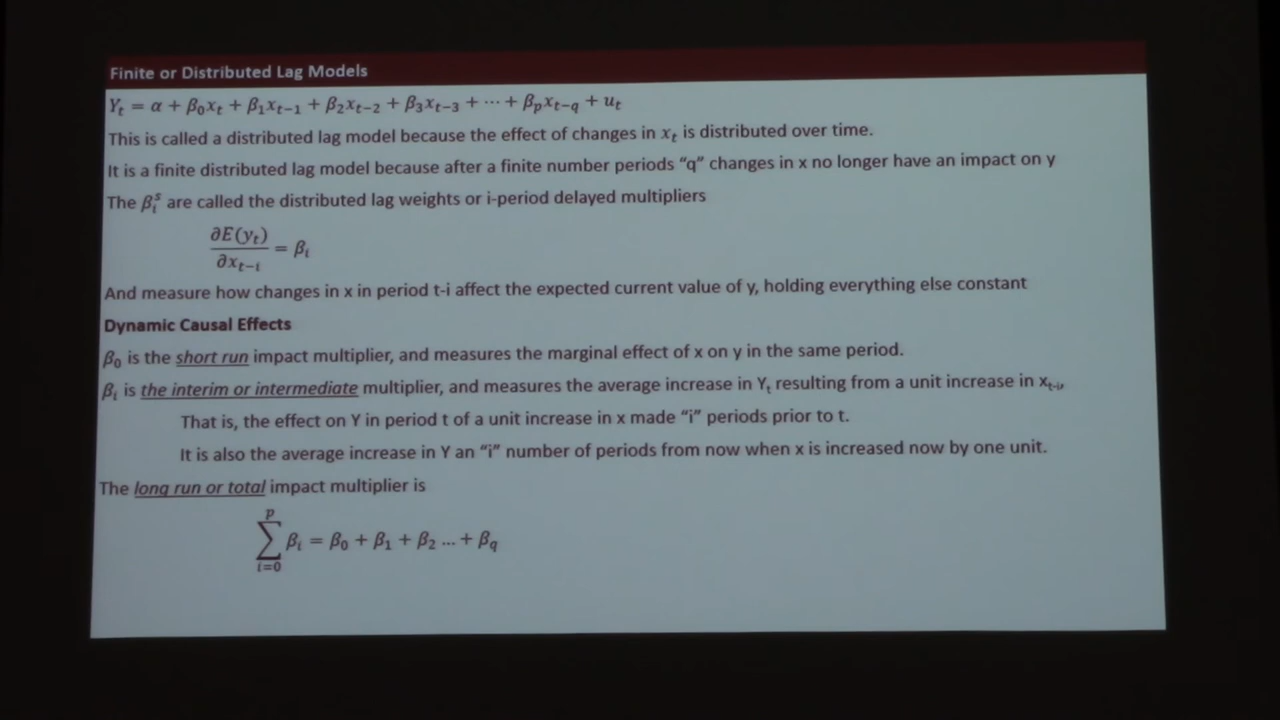 Finite or Distributed Lag Models
Yₜ = α + β₀xₜ + β₁xₜ₋₁ + β₂xₜ₋₂ + β₃xₜ₋₃ + ⋯ + βₚxₜ₋q + uₜ
This is called a distributed lag model because the effect of changes in xₜ is distributed over time.
It is a finite distributed lag model because after a finite number periods “q” changes in x no longer have an impact on y
The βᵢˢ are called the distributed lag weights or i-period delayed multipliers
∂E(yₜ)
/ ∂xₜ₋ᵢ = βᵢ
And measure how changes in x in period t-i affect the expected current value of y, holding everything else constant
Dynamic Causal Effects
β₀ is the short run impact multiplier, and measures the marginal effect of x on y in the same period.
βᵢ is the interim or intermediate multiplier, and measures the average increase in Yₜ resulting from a unit increase in xₜ₋ᵢ,
That is, the effect on Y in period t of a unit increase in x made “i” periods prior to t.
It is also the average increase in Y an “i” number of periods from now when x is increased now by one unit.
The long run or total impact multiplier is
p
∑ βᵢ = β₀ + β₁ + β₂ ... + βq
i=0